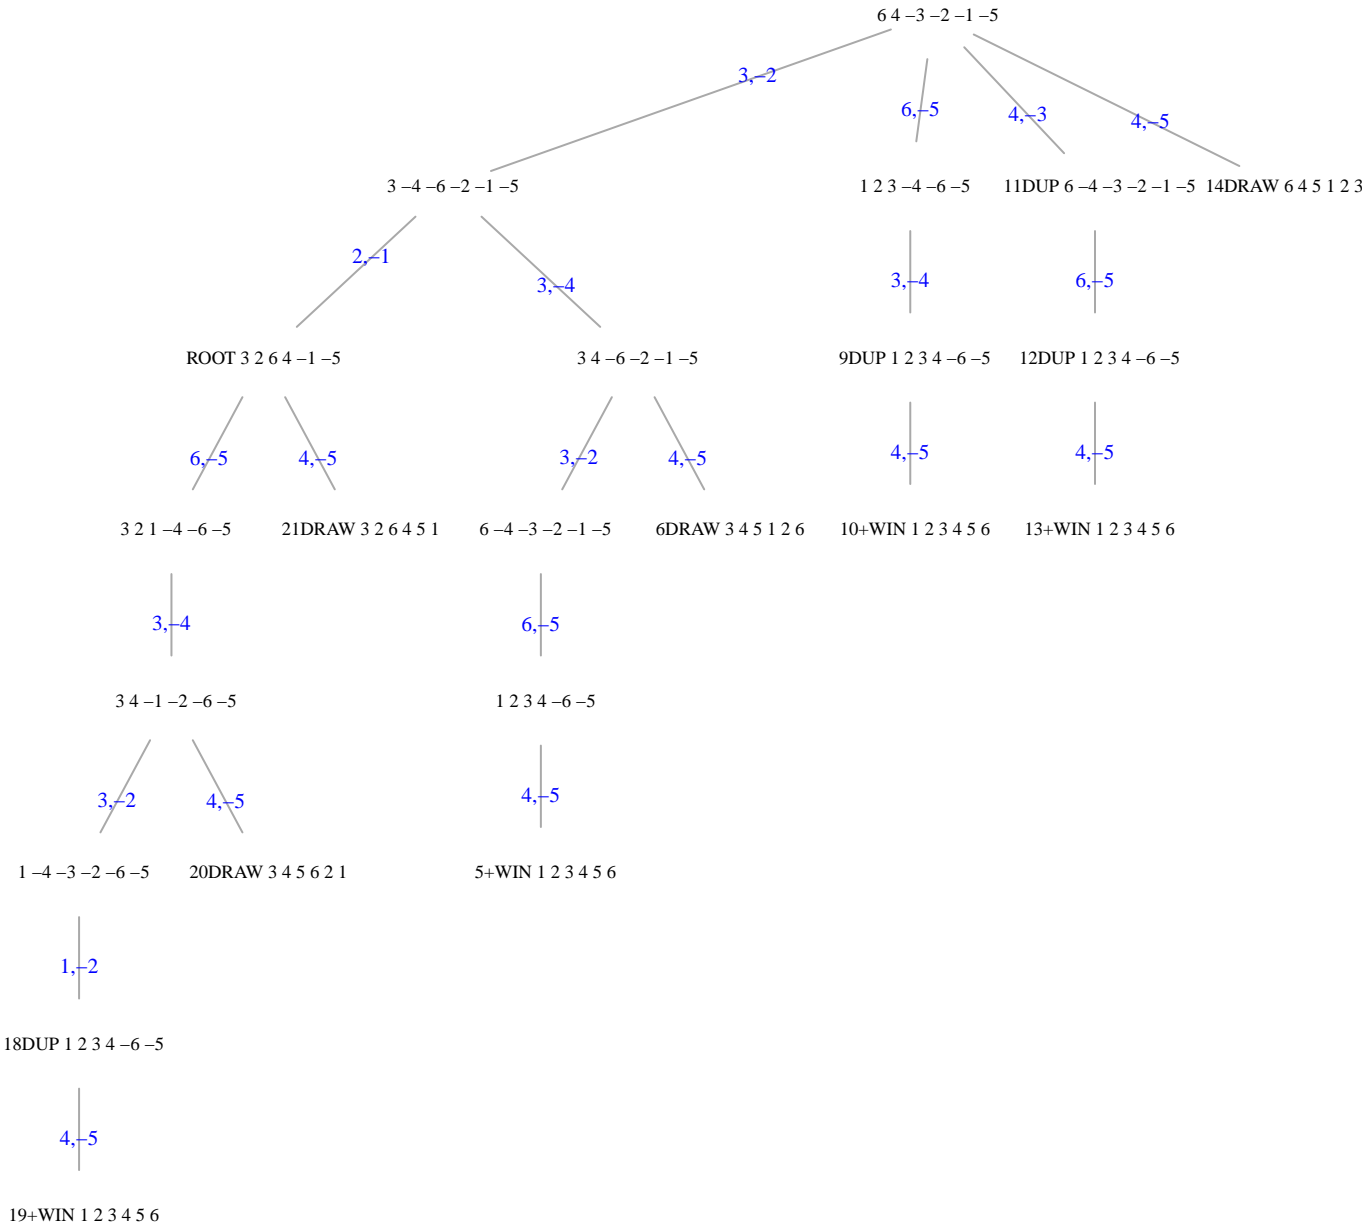 6 4 –3 –2 –1 –5
3,–2
6,–5
4,–3
4,–5
3 –4 –6 –2 –1 –5
1 2 3 –4 –6 –5
11DUP 6 –4 –3 –2 –1 –5
14DRAW 6 4 5 1 2 3
2,–1
3,–4
3,–4
6,–5
ROOT 3 2 6 4 –1 –5
3 4 –6 –2 –1 –5
9DUP 1 2 3 4 –6 –5
12DUP 1 2 3 4 –6 –5
6,–5
4,–5
3,–2
4,–5
4,–5
4,–5
3 2 1 –4 –6 –5
21DRAW 3 2 6 4 5 1
6 –4 –3 –2 –1 –5
6DRAW 3 4 5 1 2 6
10+WIN 1 2 3 4 5 6
13+WIN 1 2 3 4 5 6
3,–4
6,–5
3 4 –1 –2 –6 –5
1 2 3 4 –6 –5
3,–2
4,–5
4,–5
1 –4 –3 –2 –6 –5
20DRAW 3 4 5 6 2 1
5+WIN 1 2 3 4 5 6
1,–2
18DUP 1 2 3 4 –6 –5
4,–5
19+WIN 1 2 3 4 5 6